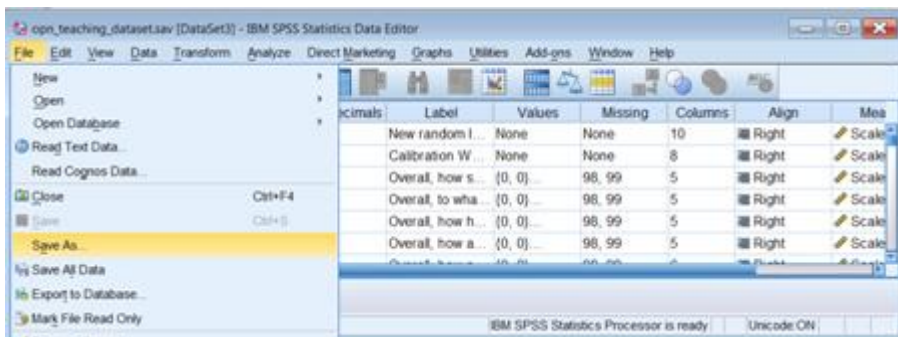 opn_teaching_dataset.sav [DataSet3] - IBM SPSS Statistics Data Editor
File Edit View Data Transform Analyze Direct Marketing Graphs Utilities Add-ons Window Help
New
Open
Open Database
Read Text Data...
Read Cognos Data...
Close Ctrl+F4
Save Ctrl+S
Save As...
Save All Data
Export to Database...
Mark File Read Only
ecimals Label Values Missing Columns Align Mea
New random I... None None 10 Right Scale
Calibration W... None None 8 Right Scale
Overall, how s... {0, 0}... 98, 99 5 Right Scale
Overall, to wha... {0, 0}... 98, 99 5 Right Scale
Overall, how h... {0, 0}... 98, 99 5 Right Scale
Overall, how a... {0, 0}... 98, 99 5 Right Scale
IBM SPSS Statistics Processor is ready Unicode:ON